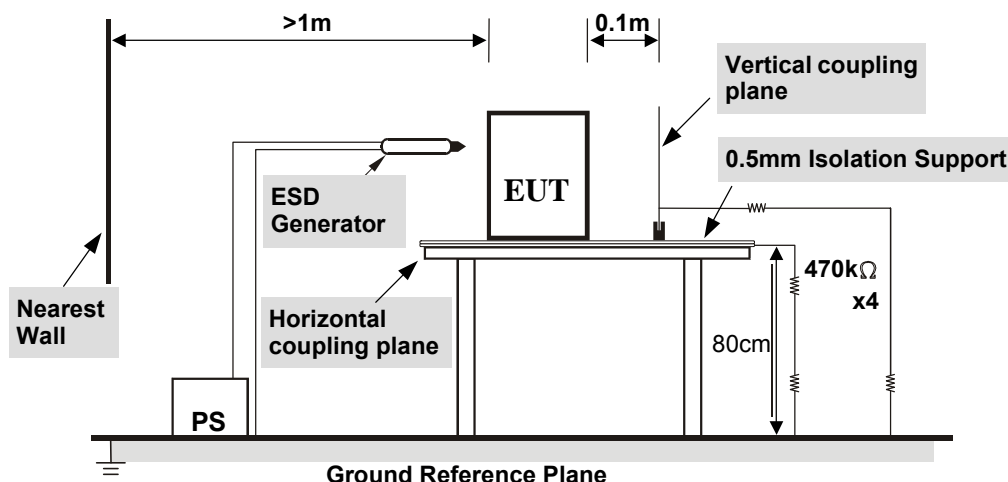 >1m
0.1m
Vertical coupling
plane
0.5mm Isolation Support
ESD
Generator
EUT
470kΩ
x4
Nearest
Wall
Horizontal
coupling plane
80cm
PS
Ground Reference Plane